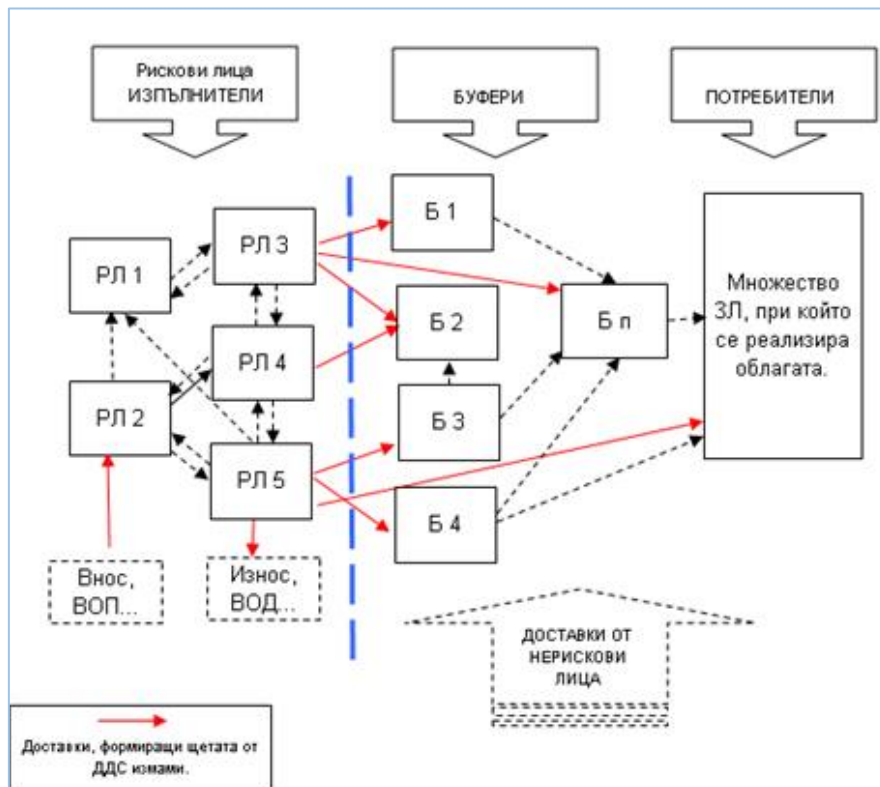 Рискови лица
ИЗПЪЛНИТЕЛИ
БУФЕРИ
ПОТРЕБИТЕЛИ
РЛ 1
РЛ 3
Б 1
РЛ 4
Б 2
Б п
Множество
ЗЛ, при който
се реализира
облагата.
РЛ 2
Б 3
РЛ 5
Б 4
Внос,
ВОП...
Износ,
ВОД...
ДОСТАВКИ ОТ
НЕРИСКОВИ
ЛИЦА
Доставки, формиращи щетата от
ДДС измами.